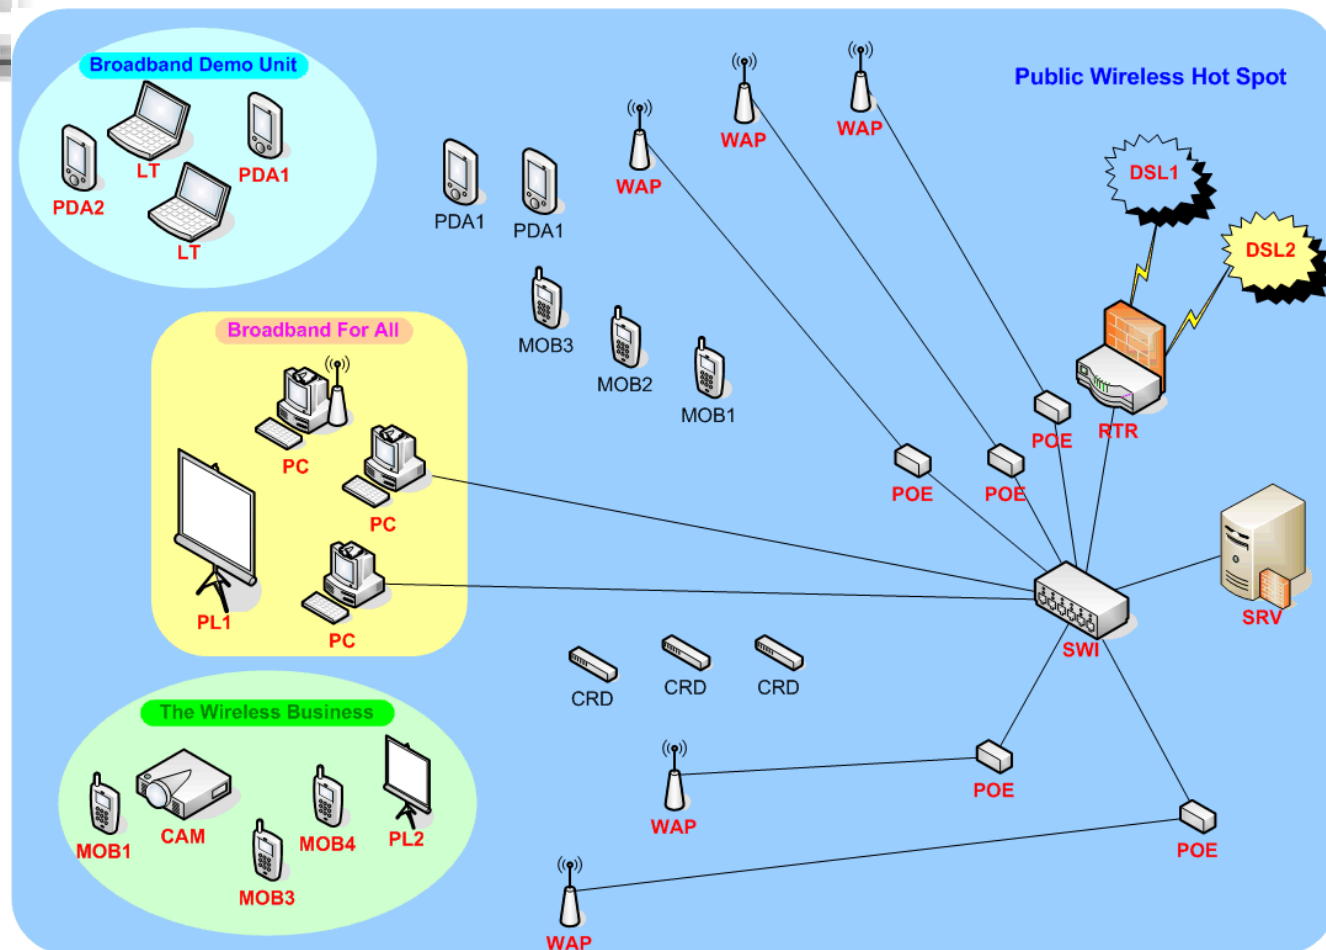 Broadband Demo Unit
Public Wireless Hot Spot
WAP
WAP
WAP
LT
PDA1
PDA2
LT
DSL1
DSL2
PDA1
PDA1
Broadband For All
MOB3
MOB2
MOB1
PC
PC
PL1
PC
POE
POE
POE
RTR
SRV
SWI
CRD
CRD
CRD
The Wireless Business
MOB1
CAM
MOB3
MOB4
PL2
WAP
POE
POE
WAP